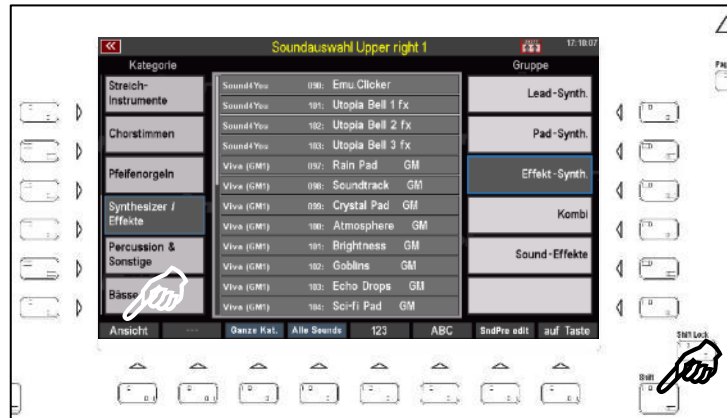 Soundauswahl Upper right 1
17:18:07
Kategorie
Gruppe
Streich-
Instrumente
Chorstimmen
Pfeifenorgeln
Synthesizer /
Effekte
Percussion &
Sonstige
Bässe
Sound4You 090: Emu Clicker
Sound4You 101: Utopia Bell 1 fx
Sound4You 102: Utopia Bell 2 fx
Sound4You 103: Utopia Bell 3 fx
Viva (GM1) 097: Rain Pad GM
Viva (GM1) 098: Soundtrack GM
Viva (GM1) 099: Crystal Pad GM
Viva (GM1) 100: Atmosphere GM
Viva (GM1) 101: Brightness GM
Viva (GM1) 102: Goblins GM
Viva (GM1) 103: Echo Drops GM
Viva (GM1) 104: Sci-fi Pad GM
Lead-Synth.
Pad-Synth.
Effekt-Synth.
Kombi
Sound-Effekte
Ansicht --- Ganze Kat. Alle Sounds 123 ABC SndPre edit auf Taste
Shift Lock
Shift